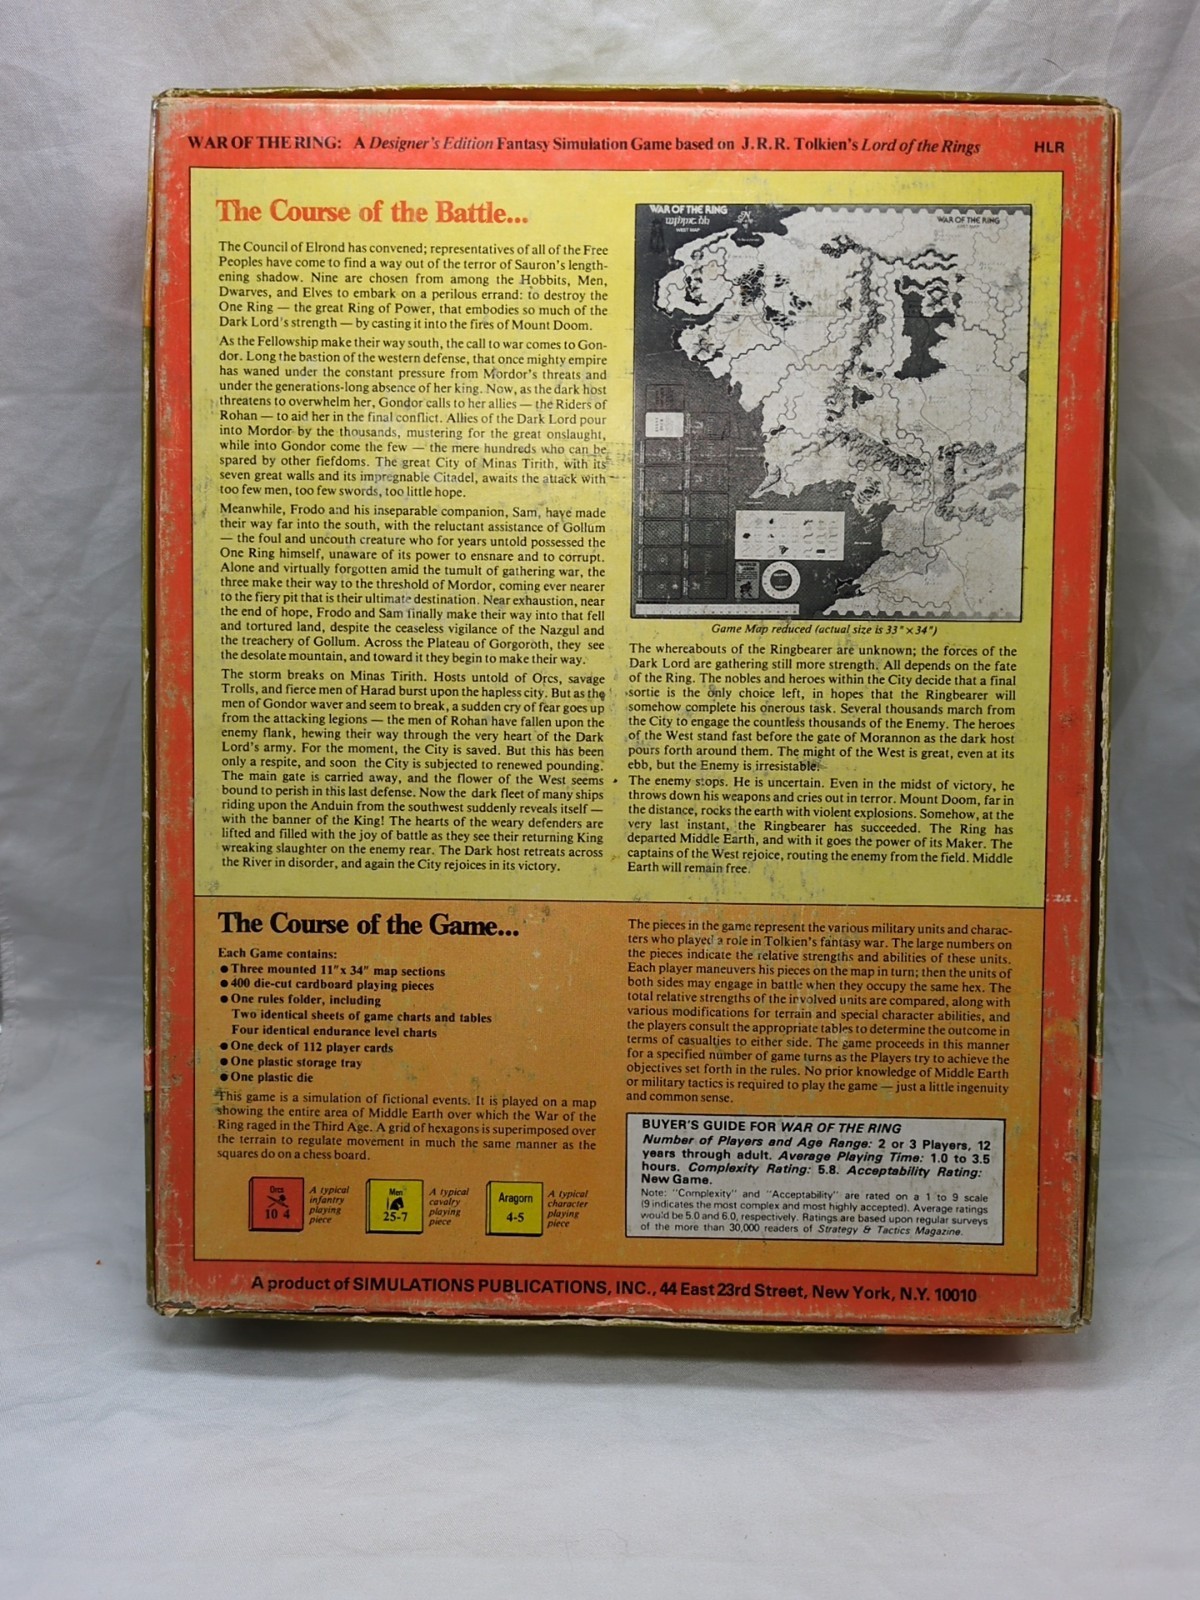 WAR OF THE RING: A Designer's Edition Fantasy Simulation Game based on J.R.R. Tolkien's Lord of the Rings HLR
The Course of the Battle...
The Council of Elrond has convened; representatives of all of the Free
Peoples have come to find a way out of the terror of Sauron's length-
ening shadow. Nine are chosen from among the Hobbits, Men,
Dwarves, and Elves to embark on a perilous errand: to destroy the
One Ring — the great Ring of Power, that embodies so much of the
Dark Lord's strength — by casting it into the fires of Mount Doom.
As the Fellowship make their way south, the call to war comes to Gon-
dor. Long the bastion of the western defense, that once mighty empire
has waned under the constant pressure from Mordor's threats and
under the generations-long absence of her king. Now, as the dark host
threatens to overwhelm her, Gondor calls to her allies — the Riders of
Rohan — to aid her in the final conflict. Allies of the Dark Lord pour
into Mordor by the thousands, mustering for the great onslaught,
while into Gondor come the few — the mere hundreds who can be
spared by other fiefdoms. The great City of Minas Tirith, with its
seven great walls and its impregnable Citadel, awaits the attack with
too few men, too few swords, too little hope.
Meanwhile, Frodo and his inseparable companion, Sam, have made
their way far into the south, with the reluctant assistance of Gollum
— the foul and uncouth creature who for years untold possessed the
One Ring himself, unaware of its power to ensnare and to corrupt.
Alone and virtually forgotten amid the tumult of gathering war, the
three make their way to the threshold of Mordor, coming ever nearer
to the fiery pit that is their ultimate destination. Near exhaustion, near
the end of hope, Frodo and Sam finally make their way into that fell
and tortured land, despite the ceaseless vigilance of the Nazgul and
the treachery of Gollum. Across the Plateau of Gorgoroth, they see
the desolate mountain, and toward it they begin to make their way.
The storm breaks on Minas Tirith. Hosts untold of Orcs, savage
Trolls, and fierce men of Harad burst upon the hapless city. But as the
men of Gondor waver and seem to break, a sudden cry of fear goes up
from the attacking legions — the men of Rohan have fallen upon the
enemy flank, hewing their way through the very heart of the Dark
Lord's army. For the moment, the City is saved. But this has been
only a respite, and soon the City is subjected to renewed pounding.
The main gate is carried away, and the flower of the West seems
bound to perish in this last defense. Now the dark fleet of many ships
riding upon the Anduin from the southwest suddenly reveals itself —
with the banner of the King! The hearts of the weary defenders are
lifted and filled with the joy of battle as they see their returning King
wreaking slaughter on the enemy rear. The Dark host retreats across
the River in disorder, and again the City rejoices in its victory.
WAR OF THE RING
WEST MAP
WAR OF THE RING
Game Map reduced (actual size is 33" x 34")
The whereabouts of the Ringbearer are unknown; the forces of the
Dark Lord are gathering still more strength. All depends on the fate
of the Ring. The nobles and heroes within the City decide that a final
sortie is the only choice left, in hopes that the Ringbearer will
somehow complete his onerous task. Several thousands march from
the City to engage the countless thousands of the Enemy. The heroes
of the West stand fast before the gate of Morannon as the dark host
pours forth around them. The might of the West is great, even at its
ebb, but the Enemy is irresistable.
The enemy stops. He is uncertain. Even in the midst of victory, he
throws down his weapons and cries out in terror. Mount Doom, far in
the distance, rocks the earth with violent explosions. Somehow, at the
very last instant, the Ringbearer has succeeded. The Ring has
departed Middle Earth, and with it goes the power of its Maker. The
captains of the West rejoice, routing the enemy from the field. Middle
Earth will remain free.
The Course of the Game...
Each Game contains:
● Three mounted 11" x 34" map sections
● 400 die-cut cardboard playing pieces
● One rules folder, including
Two identical sheets of game charts and tables
Four identical endurance level charts
● One deck of 112 player cards
● One plastic storage tray
● One plastic die
This game is a simulation of fictional events. It is played on a map
showing the entire area of Middle Earth over which the War of the
Ring raged in the Third Age. A grid of hexagons is superimposed over
the terrain to regulate movement in much the same manner as the
squares do on a chess board.
Orcs
10 4
A typical
infantry
playing
piece
Men
25-7
A typical
cavalry
playing
piece
Aragorn
4-5
A typical
character
playing
piece
The pieces in the game represent the various military units and charac-
ters who played a role in Tolkien's fantasy war. The large numbers on
the pieces indicate the relative strengths and abilities of these units.
Each player maneuvers his pieces on the map in turn; then the units of
both sides may engage in battle when they occupy the same hex. The
total relative strengths of the involved units are compared, along with
various modifications for terrain and special character abilities, and
the players consult the appropriate tables to determine the outcome in
terms of casualties to either side. The game proceeds in this manner
for a specified number of game turns as the Players try to achieve the
objectives set forth in the rules. No prior knowledge of Middle Earth
or military tactics is required to play the game — just a little ingenuity
and common sense.
BUYER'S GUIDE FOR WAR OF THE RING
Number of Players and Age Range: 2 or 3 Players, 12
years through adult. Average Playing Time: 1.0 to 3.5
hours. Complexity Rating: 5.8. Acceptability Rating:
New Game.
Note: "Complexity" and "Acceptability" are rated on a 1 to 9 scale
(9 indicates the most complex and most highly accepted). Average ratings
would be 5.0 and 6.0, respectively. Ratings are based upon regular surveys
of the more than 30,000 readers of Strategy & Tactics Magazine.
A product of SIMULATIONS PUBLICATIONS, INC., 44 East 23rd Street, New York, N.Y. 10010